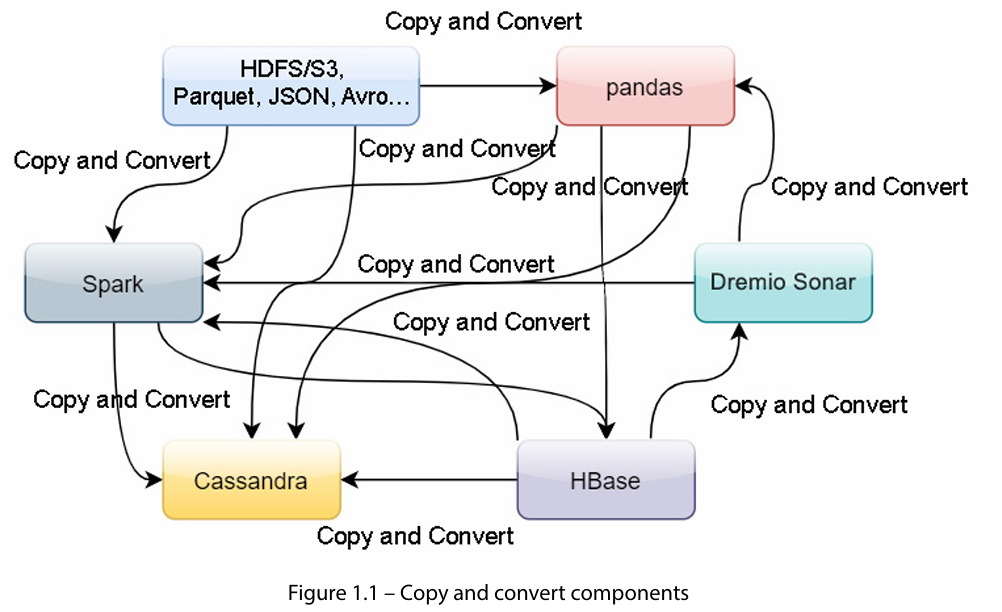 Copy and Convert
HDFS/S3,
Parquet, JSON, Avro...
pandas
Copy and Convert
Copy and Convert
Copy and Convert
Copy and Convert
Copy and Convert
Spark
Dremio Sonar
Copy and Convert
Copy and Convert
Copy and Convert
Cassandra
HBase
Copy and Convert
Figure 1.1 – Copy and convert components